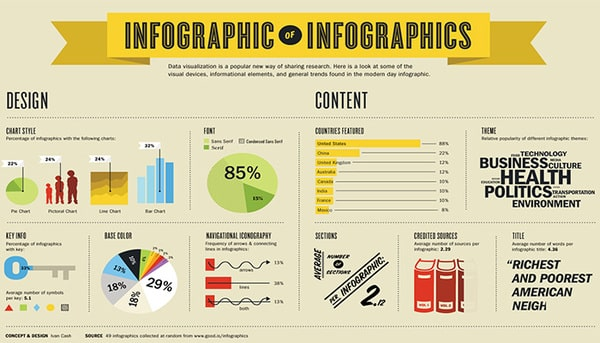 INFOGRAPHIC OF INFOGRAPHICS
Data visualization is a popular new way of sharing research. Here is a look at some of the
visual devices, informational elements, and general trends found in the modern day infographic.
DESIGN
CHART STYLE
Percentage of infographics with the following charts:
22%
24%
24%
32%
Pie Chart
Pictorial Chart
Line Chart
Bar Chart
FONT
Sans Serif
Condensed Sans Serif
Serif
85%
15%
KEY INFO
Percentage of
infographics with
key:
33%
Average number of symbols
per key: 5.1
BASE COLOR
29%
18%
18%
13%
NAVIGATIONAL ICONOGRAPHY
Frequency of arrows & connecting
lines in infographics:
13%
arrows
38%
lines
13%
both
CONTENT
COUNTRIES FEATURED
United States
88%
China
22%
United Kingdom
12%
Australia
12%
Canada
10%
India
10%
France
10%
Mexico
8%
THEME
Relative popularity of different infographic themes:
TECHNOLOGY
BUSINESS
CULTURE
HEALTH
EDUCATION
POLITICS
TRANSPORTATION
ENVIRONMENT
SECTIONS
AVERAGE
NUMBER OF
SECTIONS
PER INFOGRAPHIC:
2.12
CREDITED SOURCES
Average number of sources per
infographic: 2.29
VOL. 1
VOL. 2
TITLE
Average number of words per
infographic title: 4.36
"RICHEST
AND POOREST
AMERICAN
NEIGH
CONCEPT & DESIGN Ivan Cash
SOURCE 49 infographics collected at random from www.good.is/infographics